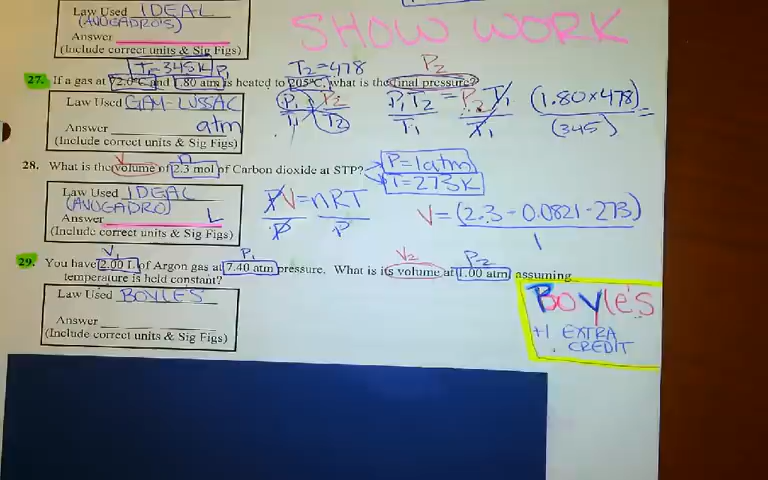 Law Used IDEAL
(AVOGADRO'S)
Answer
(Include correct units & Sig Figs)
SHOW WORK
T₁=345K P₁
T₂=478
P₂
27. If a gas at 72.0°C and 1.80 atm is heated to 205°C, what is the final pressure?
Law Used GAY-LUSSAC
Answer atm
(Include correct units & Sig Figs)
P₁ P₂
T₁ T₂
P₁T₂ = P₂T₁
T₁ T₁
(1.80×478) =
(345)
V n
28. What is the volume of 2.3 mol of Carbon dioxide at STP?
P=1atm
T=273K
Law Used IDEAL
(AVOGADRO)
Answer L
(Include correct units & Sig Figs)
PV=nRT
P P
V=(2.3-0.0821-273)
1
V₁ P₁ V₂ P₂
29. You have 2.00 L of Argon gas at 7.40 atm pressure. What is its volume at 1.00 atm assuming
temperature is held constant?
Law Used BOYLES
Answer
(Include correct units & Sig Figs)
Boyle's
+1 EXTRA
CREDIT